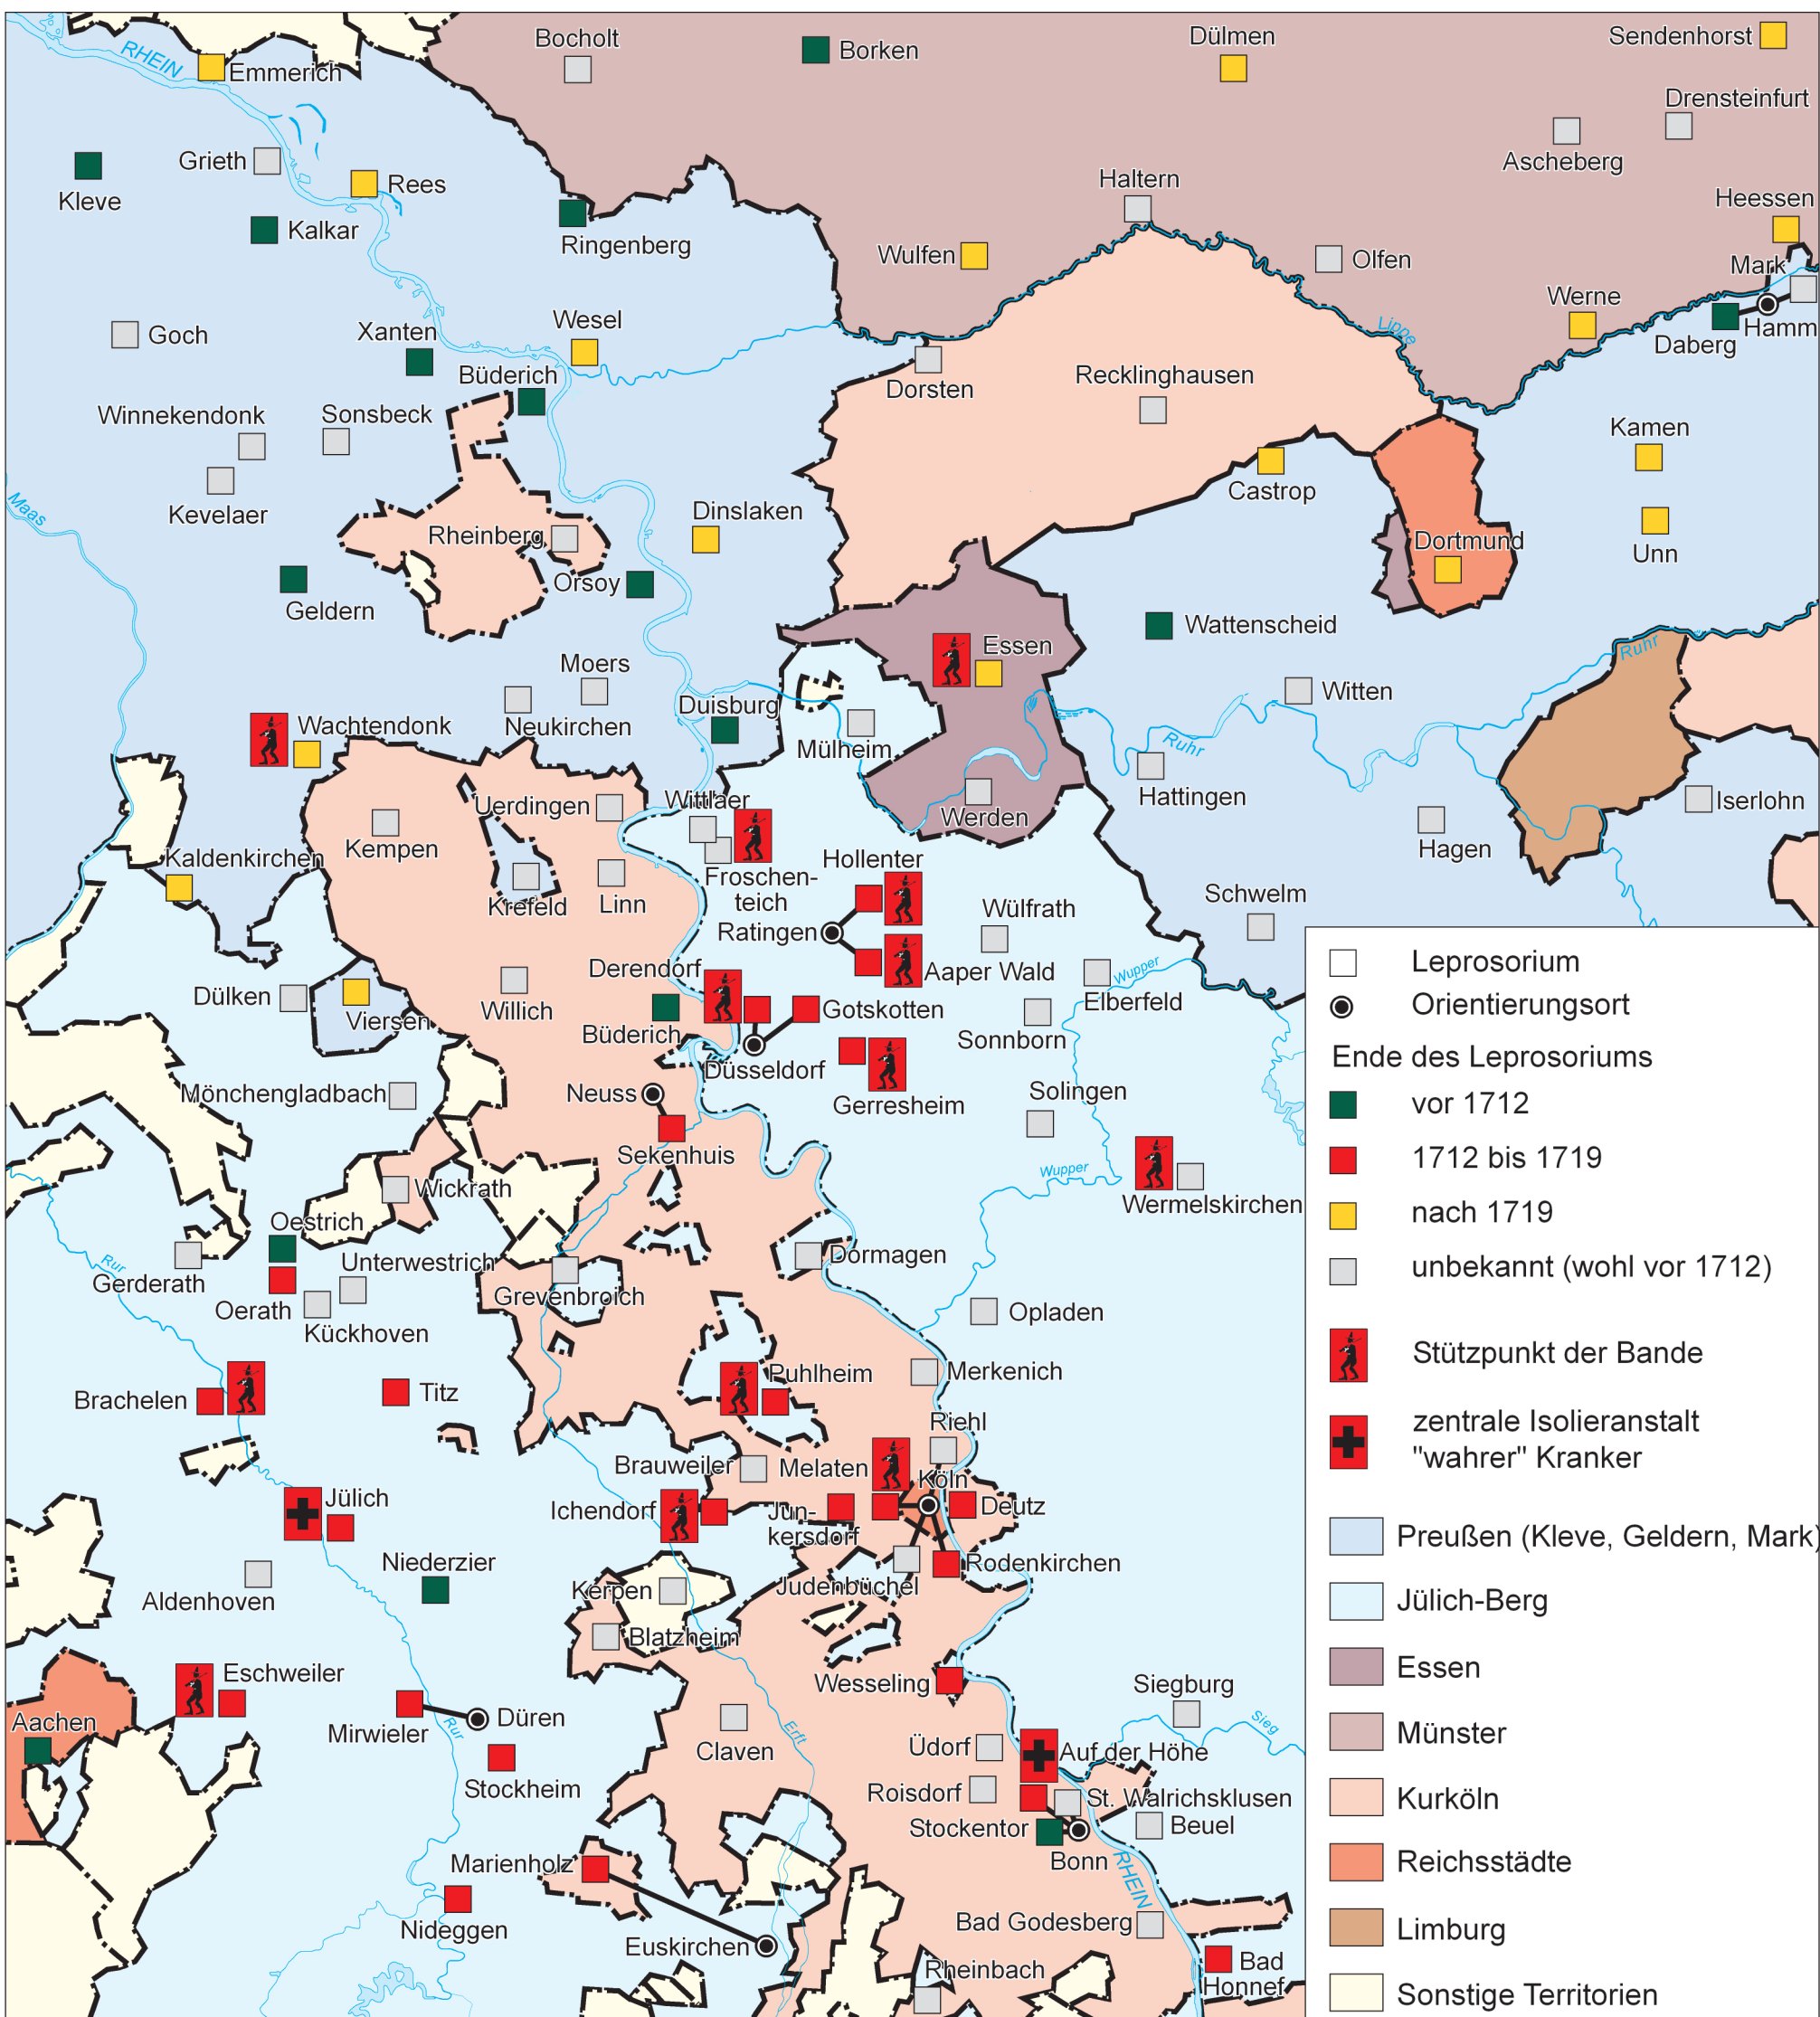 Bocholt
Borken
Dülmen
Sendenhorst
RHEIN
Emmerich
Drensteinfurt
Ascheberg
Grieth
Rees
Kleve
Kalkar
Ringenberg
Haltern
Heessen
Wulfen
Olfen
Mark
Werne
Hamm
Daberg
Lippe
Goch
Xanten
Wesel
Büderich
Dorsten
Recklinghausen
Winnekendonk
Sonsbeck
Kamen
Kevelaer
Castrop
Maas
Dinslaken
Rheinberg
Dortmund
Unn
Orsoy
Geldern
Wattenscheid
Essen
Ruhr
Moers
Neukirchen
Witten
Duisburg
Wachtendonk
Mülheim
Ruhr
Hattingen
Uerdingen
Wittlaer
Werden
Iserlohn
Kempen
Hagen
Kaldenkirchen
Krefeld
Linn
Froschen-
teich
Hollenter
Ratingen
Wülfrath
Schwelm
Derendorf
Aaper Wald
Wupper
Elberfeld
Dülken
Viersen
Willich
Büderich
Gotskotten
Sonnborn
Düsseldorf
Mönchengladbach
Neuss
Gerresheim
Solingen
Sekenhuis
Wupper
Wermelskirchen
Wickrath
Oestrich
Unterwestrich
Dormagen
Rur
Gerderath
Oerath
Kückhoven
Grevenbroich
Opladen
Brachelen
Titz
Puhlheim
Merkenich
Riehl
Brauweiler
Melaten
Köln
Jülich
Ichendorf
Jun-
kersdorf
Deutz
Niederzier
Aldenhoven
Kerpen
Judenbüchel
Rodenkirchen
Blatzheim
Eschweiler
Wesseling
Siegburg
Aachen
Mirwieler
Rur
Düren
Claven
Erft
Üdorf
Auf der Höhe
Sieg
Stockheim
Roisdorf
St. Walrichsklusen
Stockentor
Beuel
Bonn
Marienholz
RHEIN
Nideggen
Euskirchen
Bad Godesberg
Rheinbach
Bad
Honnef
Leprosorium
Orientierungsort
Ende des Leprosoriums
vor 1712
1712 bis 1719
nach 1719
unbekannt (wohl vor 1712)
Stützpunkt der Bande
zentrale Isolieranstalt
"wahrer" Kranker
Preußen (Kleve, Geldern, Mark)
Jülich-Berg
Essen
Münster
Kurköln
Reichsstädte
Limburg
Sonstige Territorien